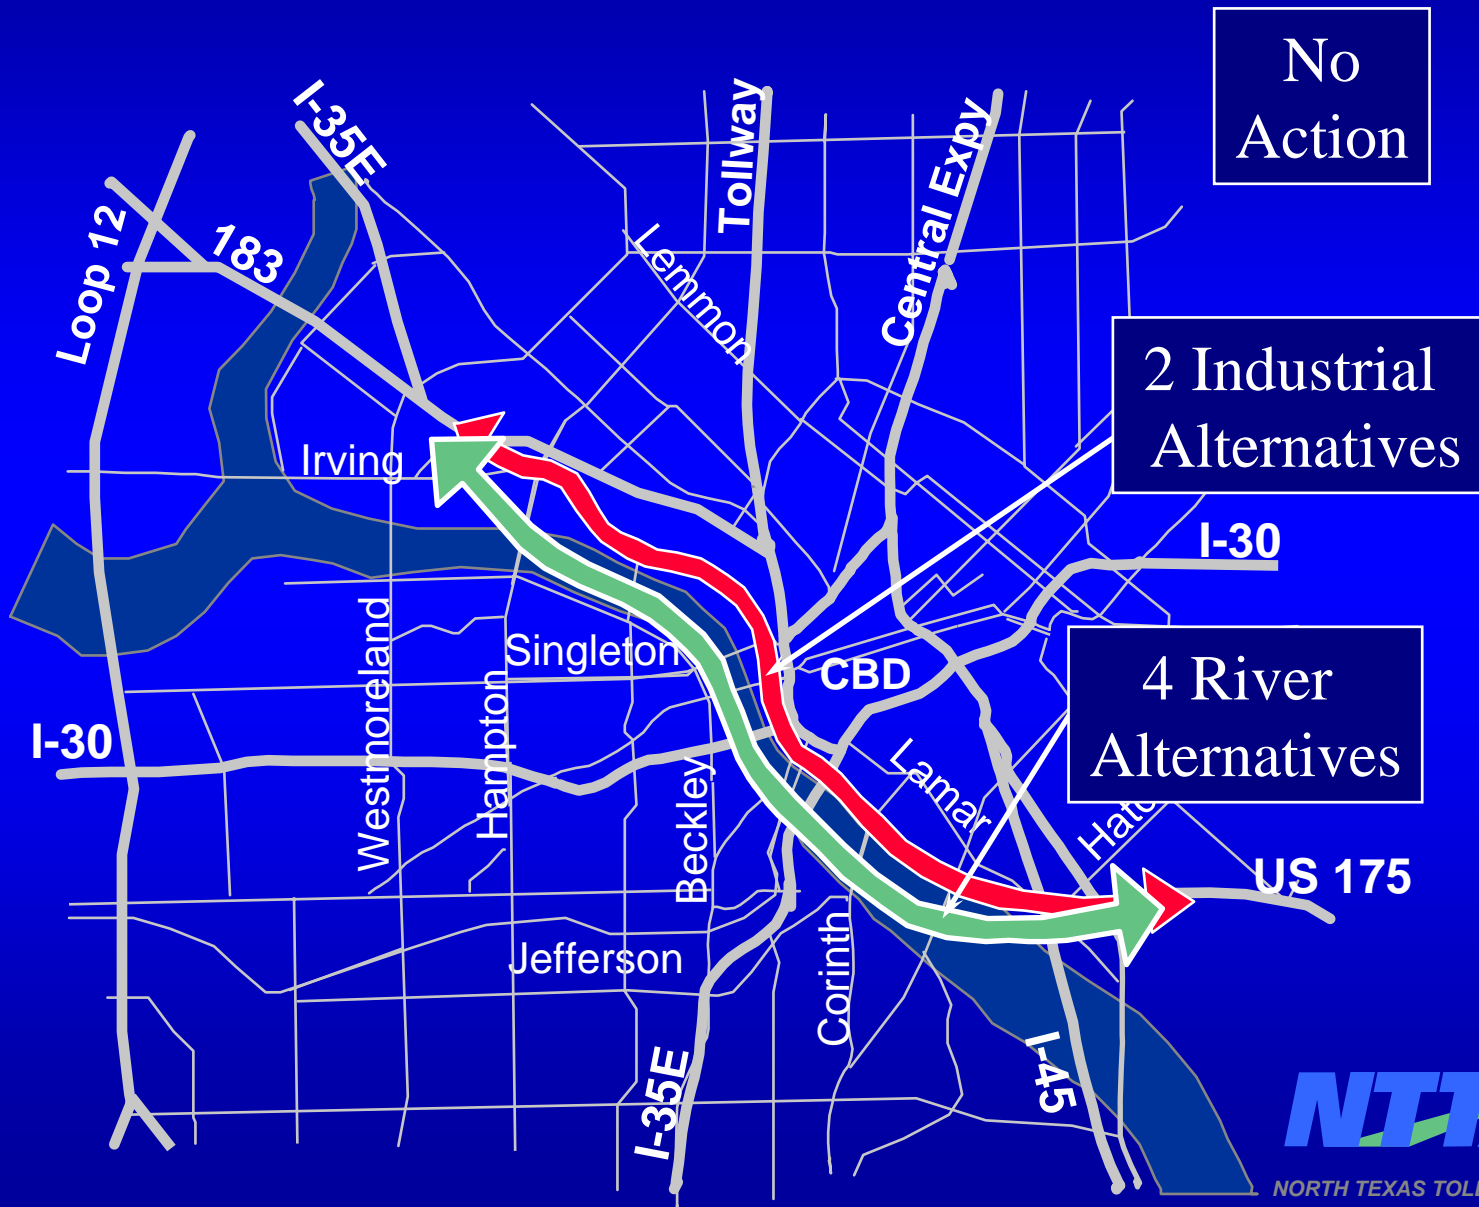 No
Action
I-35E
Tollway
Central Expy
Loop 12
183
Lemmon
2 Industrial
Alternatives
Irving
I-30
Westmoreland
Singleton
Hampton
CBD
4 River
Alternatives
I-30
Beckley
Lamar
US 175
Jefferson
Corinth
I-35E
I-45
NORTH TEXAS